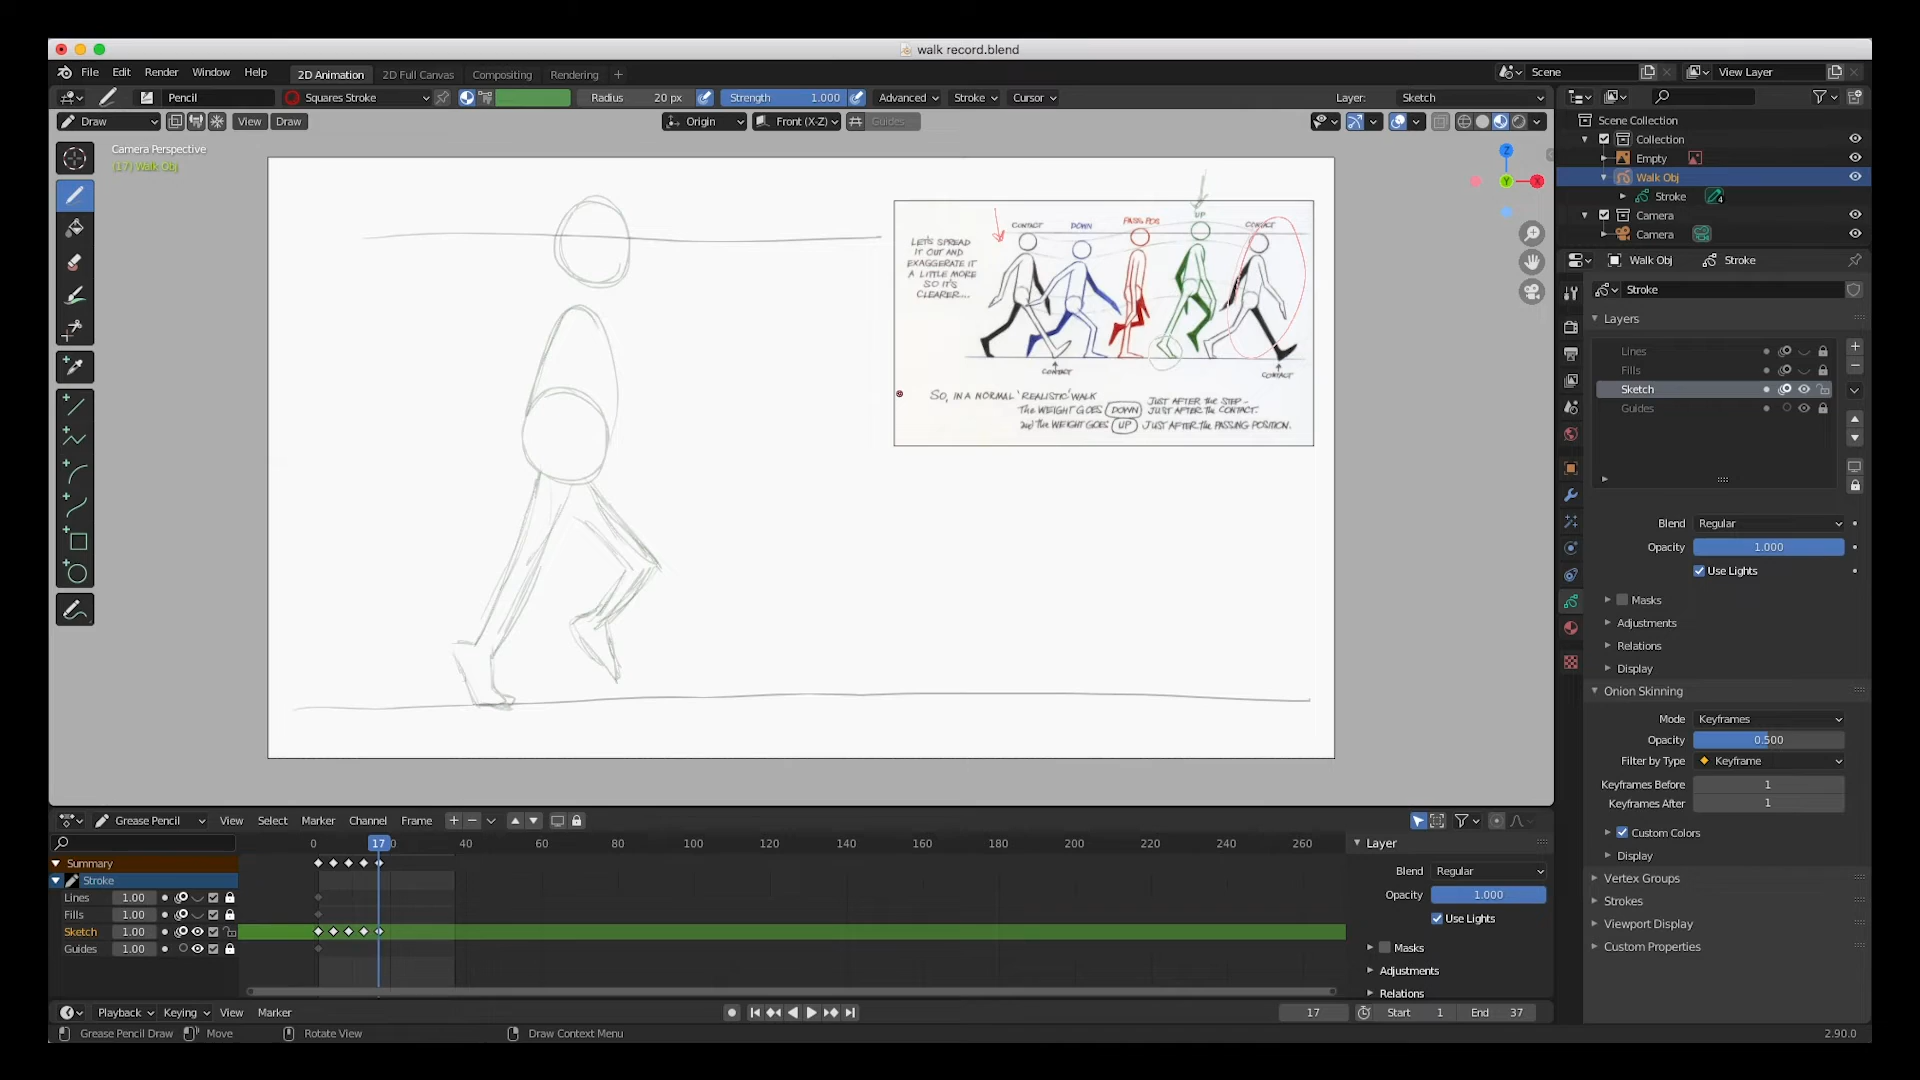 walk record.blend
File Edit Render Window Help 2D Animation 2D Full Canvas Compositing Rendering + Scene View Layer
Pencil Squares Stroke Radius 20 px Strength 1.000 Advanced Stroke Cursor Layer: Sketch
Draw View Draw Origin Front (X-Z) Guides
Camera Perspective
(17) Walk Obj
Z
Y
X
CONTACT DOWN PASS POS UP CONTACT
LET'S SPREAD
IT OUT AND
EXAGGERATE IT
A LITTLE MORE
SO IT'S
CLEARER...
CONTACT CONTACT
SO, IN A NORMAL 'REALISTIC' WALK
THE WEIGHT GOES DOWN JUST AFTER THE STEP -
JUST AFTER THE CONTACT.
and THE WEIGHT GOES UP JUST AFTER THE PASSING POSITION.
Scene Collection
Collection
Empty
Walk Obj
Stroke 4
Camera
Camera
Walk Obj Stroke
Stroke
Layers
Lines
Fills
Sketch
Guides
Blend Regular
Opacity 1.000
Use Lights
Masks
Adjustments
Relations
Display
Onion Skinning
Mode Keyframes
Opacity 0.500
Filter by Type Keyframe
Keyframes Before 1
Keyframes After 1
Custom Colors
Display
Vertex Groups
Strokes
Viewport Display
Custom Properties
Grease Pencil View Select Marker Channel Frame
0 17 40 60 80 100 120 140 160 180 200 220 240 260
Summary
Stroke
Lines 1.00
Fills 1.00
Sketch 1.00
Guides 1.00
Layer
Blend Regular
Opacity 1.000
Use Lights
Masks
Adjustments
Relations
Playback Keying View Marker 17 Start 1 End 37
Grease Pencil Draw Move Rotate View Draw Context Menu 2.90.0